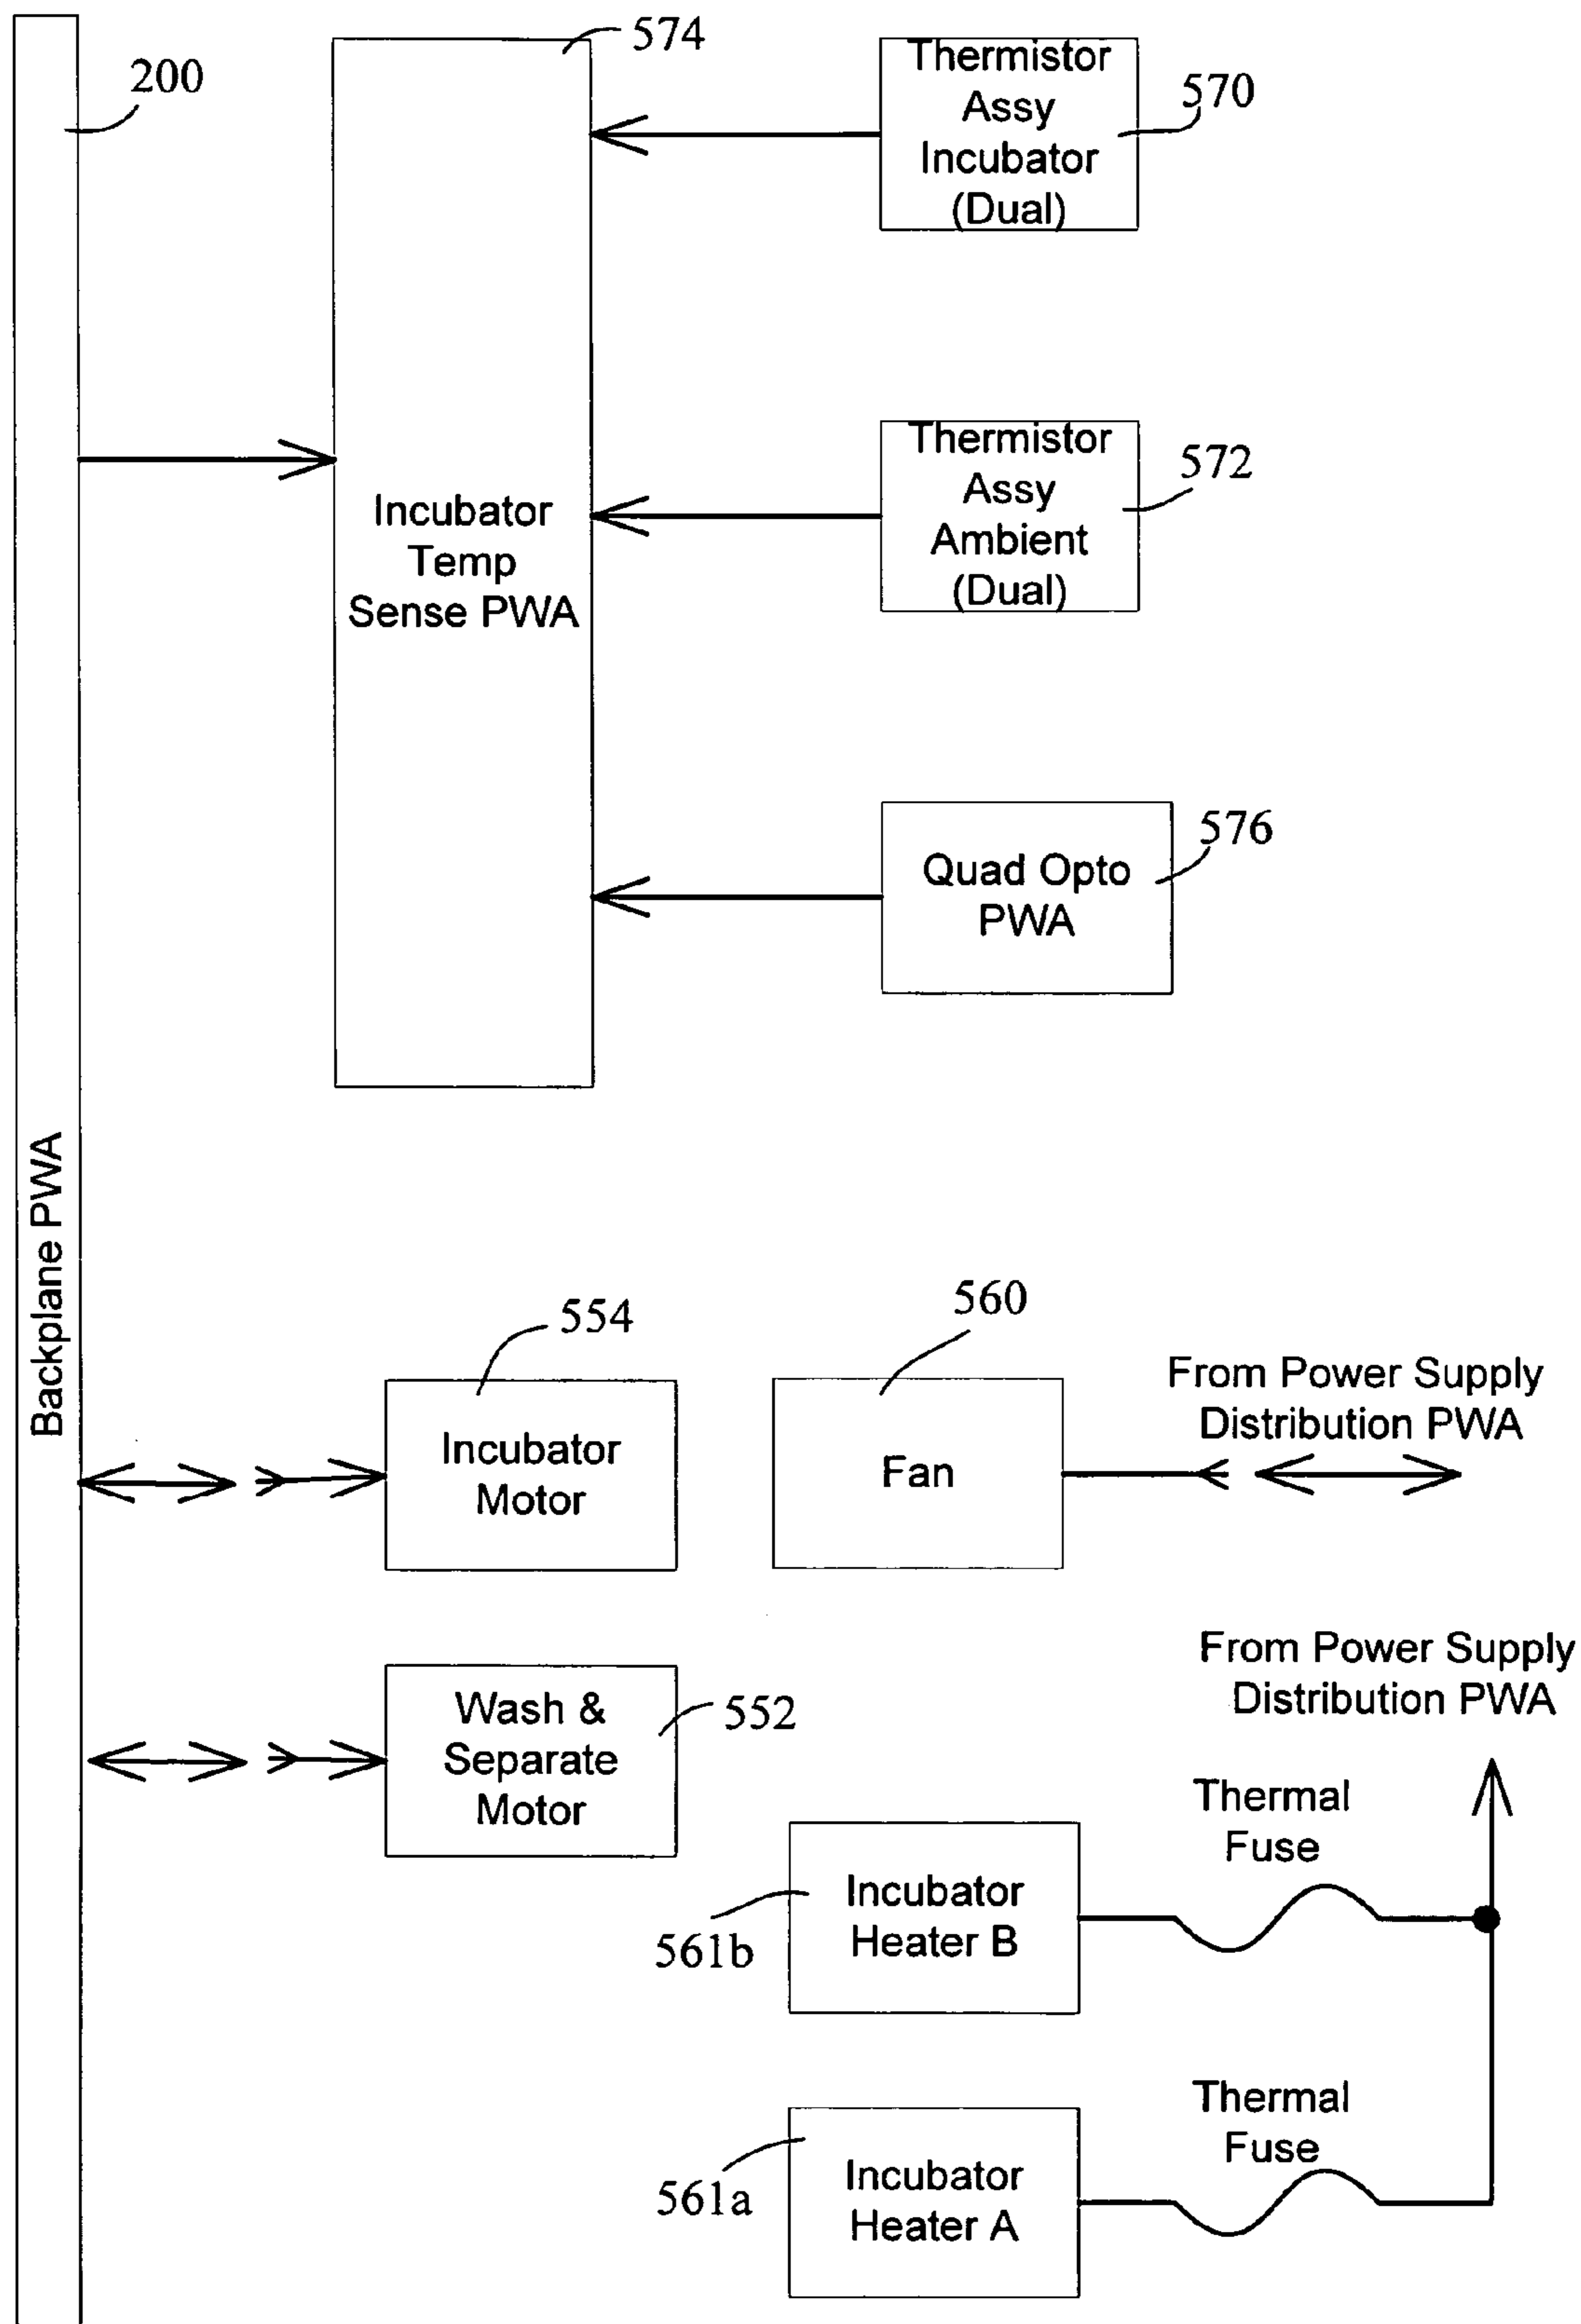 200
574
Thermistor
Assy
Incubator
(Dual)
570
Thermistor
Assy
Ambient
(Dual)
572
Incubator
Temp
Sense PWA
Quad Opto
PWA
576
Backplane PWA
554
Incubator
Motor
560
Fan
From Power Supply
Distribution PWA
Wash &
Separate
Motor
552
From Power Supply
Distribution PWA
Thermal
Fuse
Incubator
Heater B
561b
Thermal
Fuse
Incubator
Heater A
561a